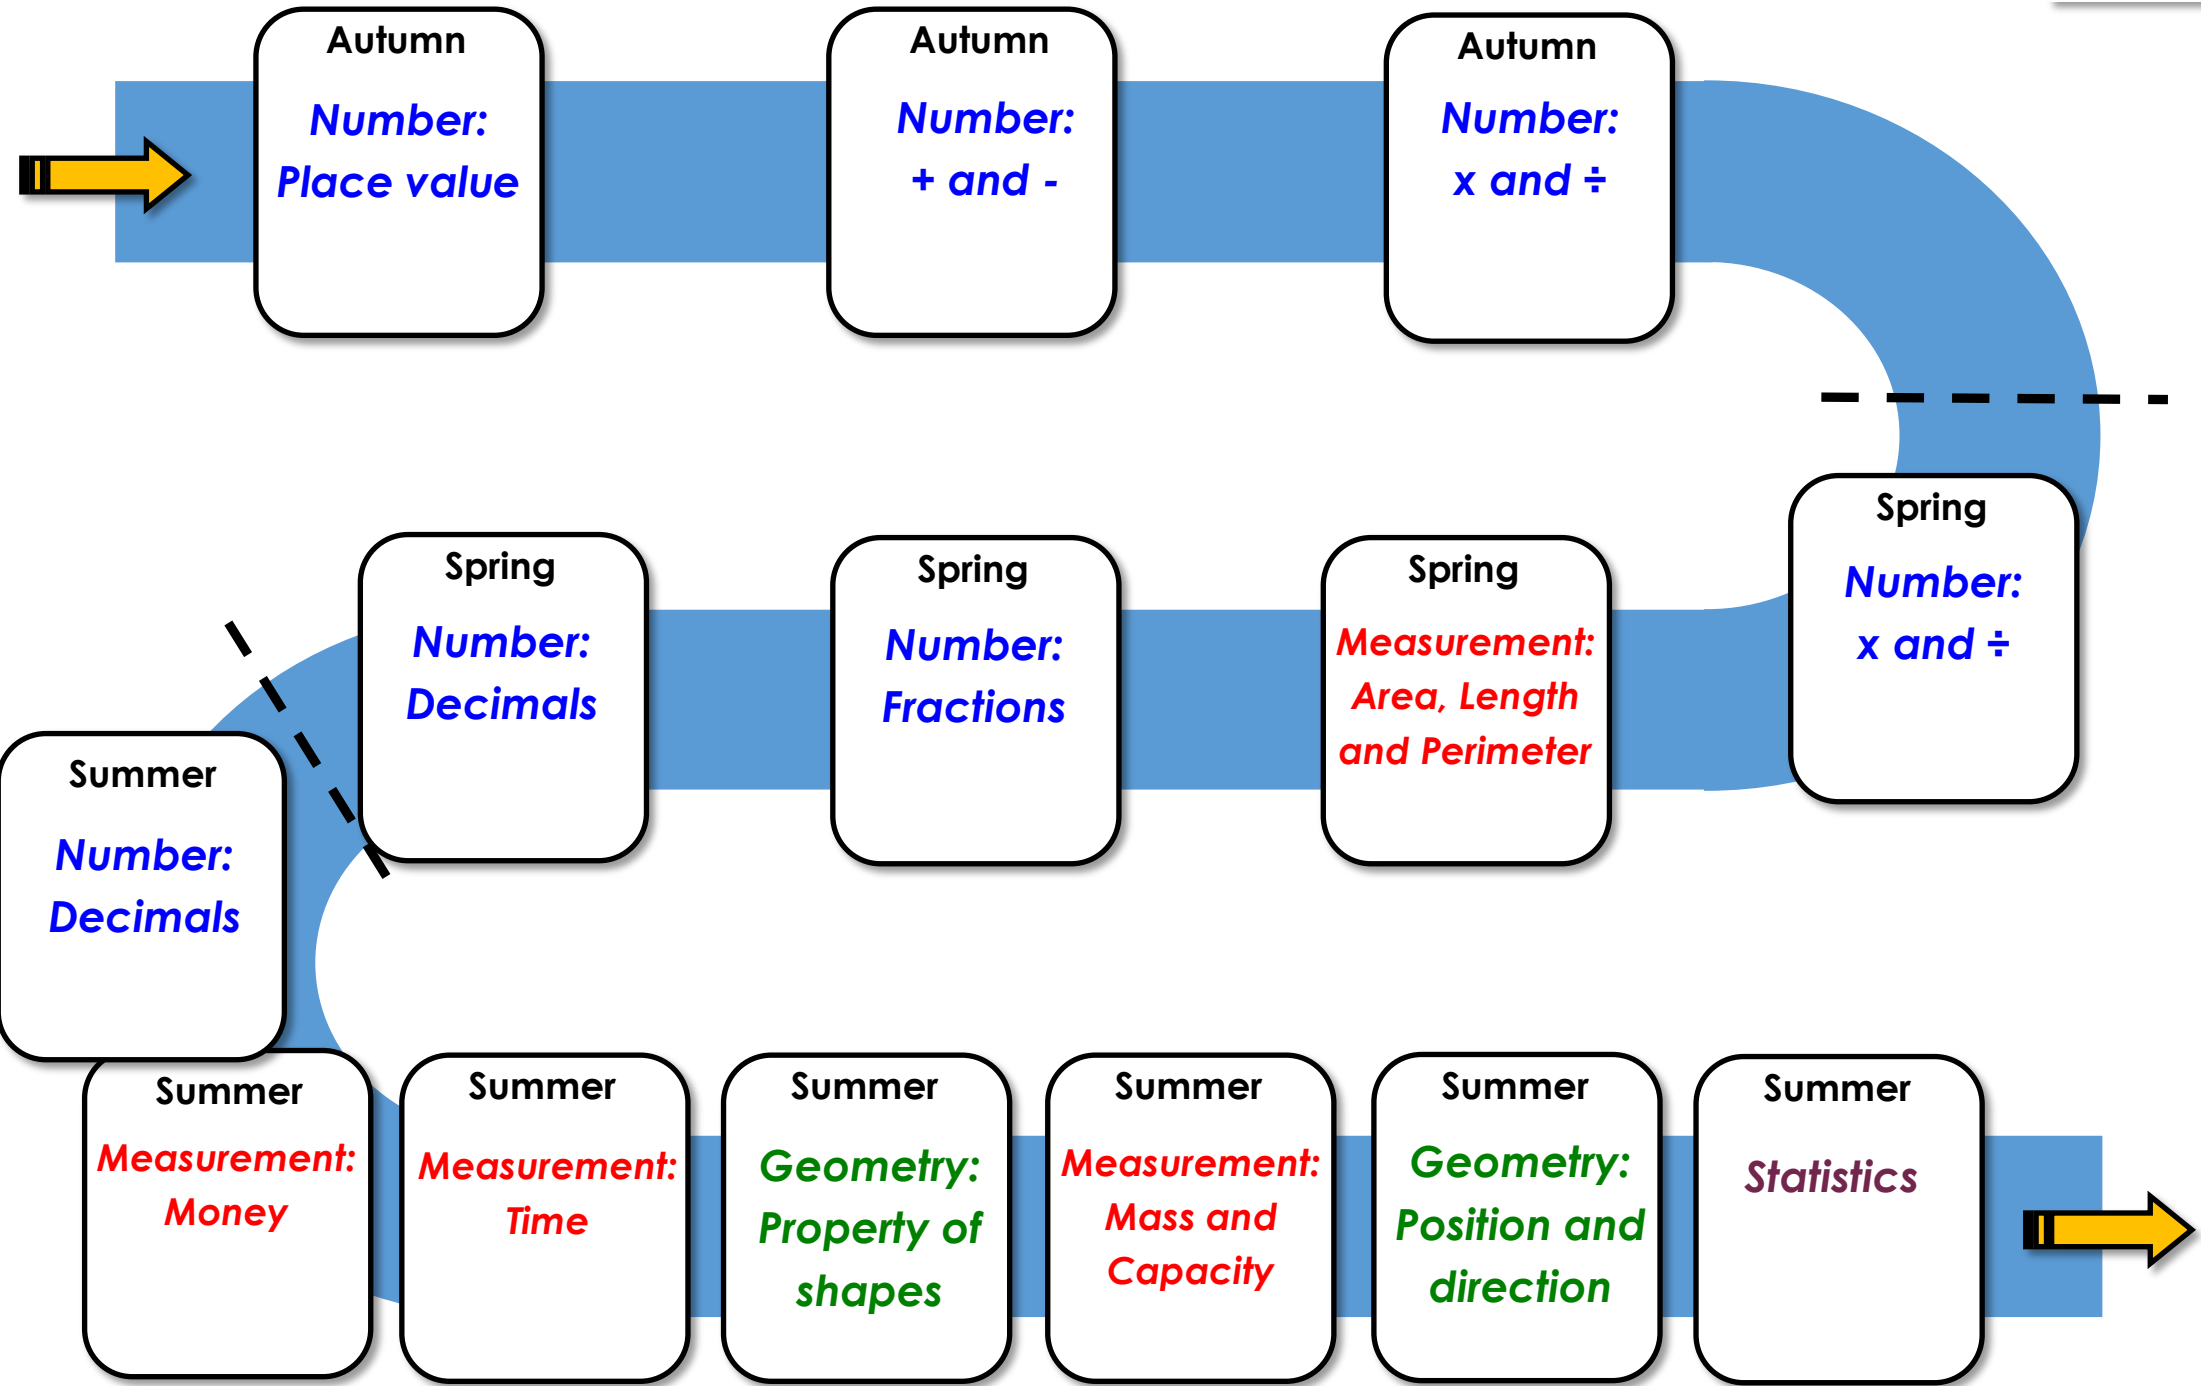 Autumn
Number:
Place value
Autumn
Number:
+ and -
Autumn
Number:
x and ÷
Spring
Number:
x and ÷
Spring
Measurement:
Area, Length
and Perimeter
Spring
Number:
Fractions
Spring
Number:
Decimals
Summer
Number:
Decimals
Summer
Measurement:
Money
Summer
Measurement:
Time
Summer
Geometry:
Property of
shapes
Summer
Measurement:
Mass and
Capacity
Summer
Geometry:
Position and
direction
Summer
Statistics